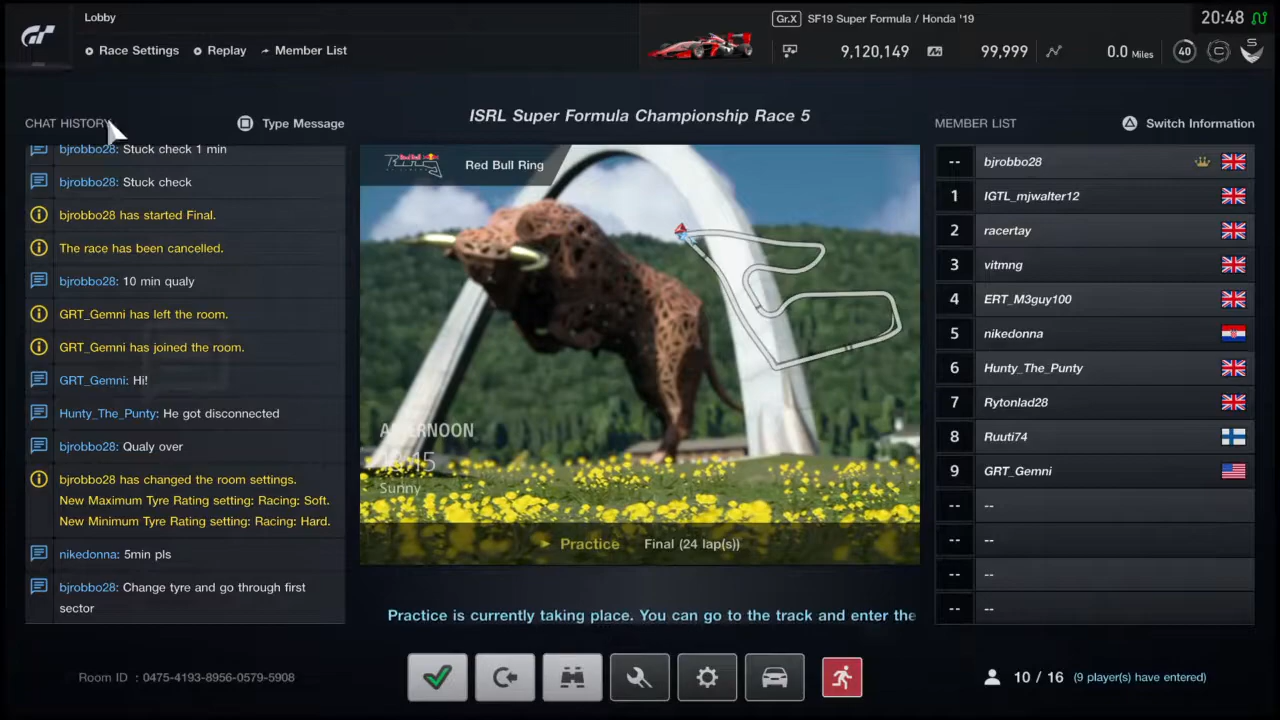 Lobby
Race Settings
Replay
Member List
Gr.X SF19 Super Formula / Honda '19
9,120,149
99,999
0.0 Miles
40
C
S
20:48
CHAT HISTORY
Type Message
bjrobbo28: Stuck check 1 min
bjrobbo28: Stuck check
bjrobbo28 has started Final.
The race has been cancelled.
bjrobbo28: 10 min qualy
GRT_Gemni has left the room.
GRT_Gemni has joined the room.
GRT_Gemni: Hi!
Hunty_The_Punty: He got disconnected
bjrobbo28: Qualy over
bjrobbo28 has changed the room settings.
New Maximum Tyre Rating setting: Racing: Soft.
New Minimum Tyre Rating setting: Racing: Hard.
nikedonna: 5min pls
bjrobbo28: Change tyre and go through first
sector
ISRL Super Formula Championship Race 5
Red Bull Ring
AFTERNOON
Sunny
Practice
Final (24 lap(s))
Practice is currently taking place. You can go to the track and enter the
MEMBER LIST
Switch Information
-- bjrobbo28
1 IGTL_mjwalter12
2 racertay
3 vitmng
4 ERT_M3guy100
5 nikedonna
6 Hunty_The_Punty
7 Rytonlad28
8 Ruuti74
9 GRT_Gemni
-- --
-- --
-- --
-- --
Room ID : 0475-4193-8956-0579-5908
10 / 16 (9 player(s) have entered)